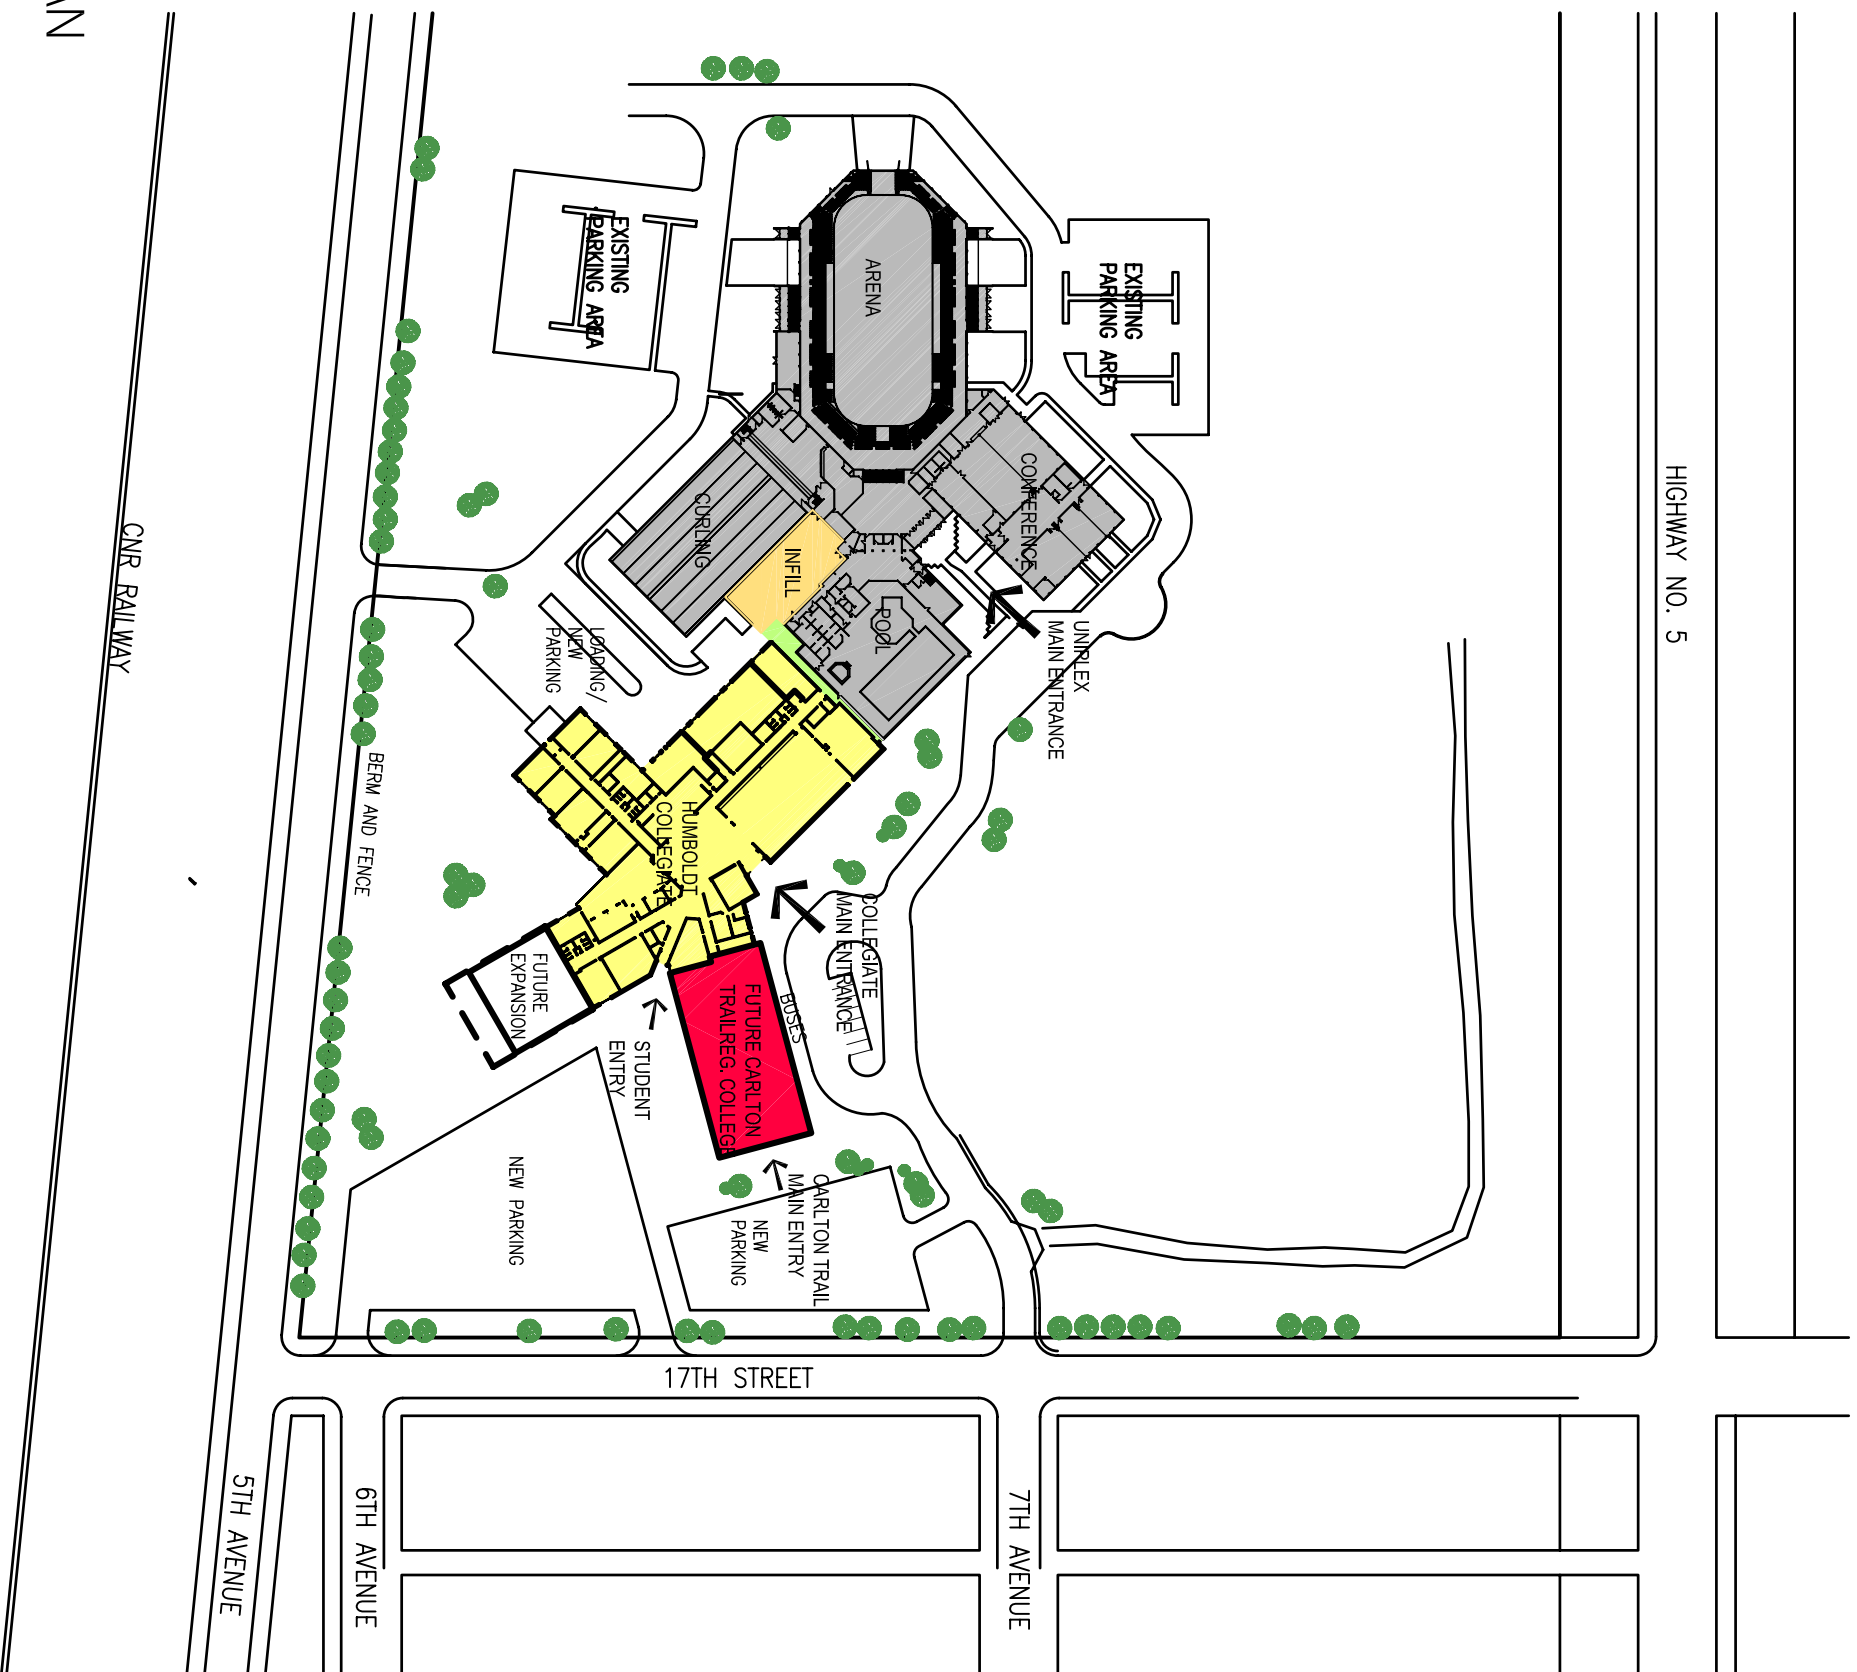 HIGHWAY NO. 5
EXISTING
PARKING AREA
EXISTING
PARKING AREA
ARENA
CONFERENCE
CURLING
INFILL
POOL
UNIPLEX
MAIN ENTRANCE
LOADING/
NEW
PARKING
CNR RAILWAY
BERM AND FENCE
HUMBOLDT
COLLEGIATE
COLLEGIATE
MAIN ENTRANCE
BUSES
FUTURE
EXPANSION
FUTURE CARLTON
TRAILREG. COLLEGE
STUDENT
ENTRY
CARLTON TRAIL
MAIN ENTRY
NEW
PARKING
NEW PARKING
17TH STREET
5TH AVENUE
6TH AVENUE
7TH AVENUE